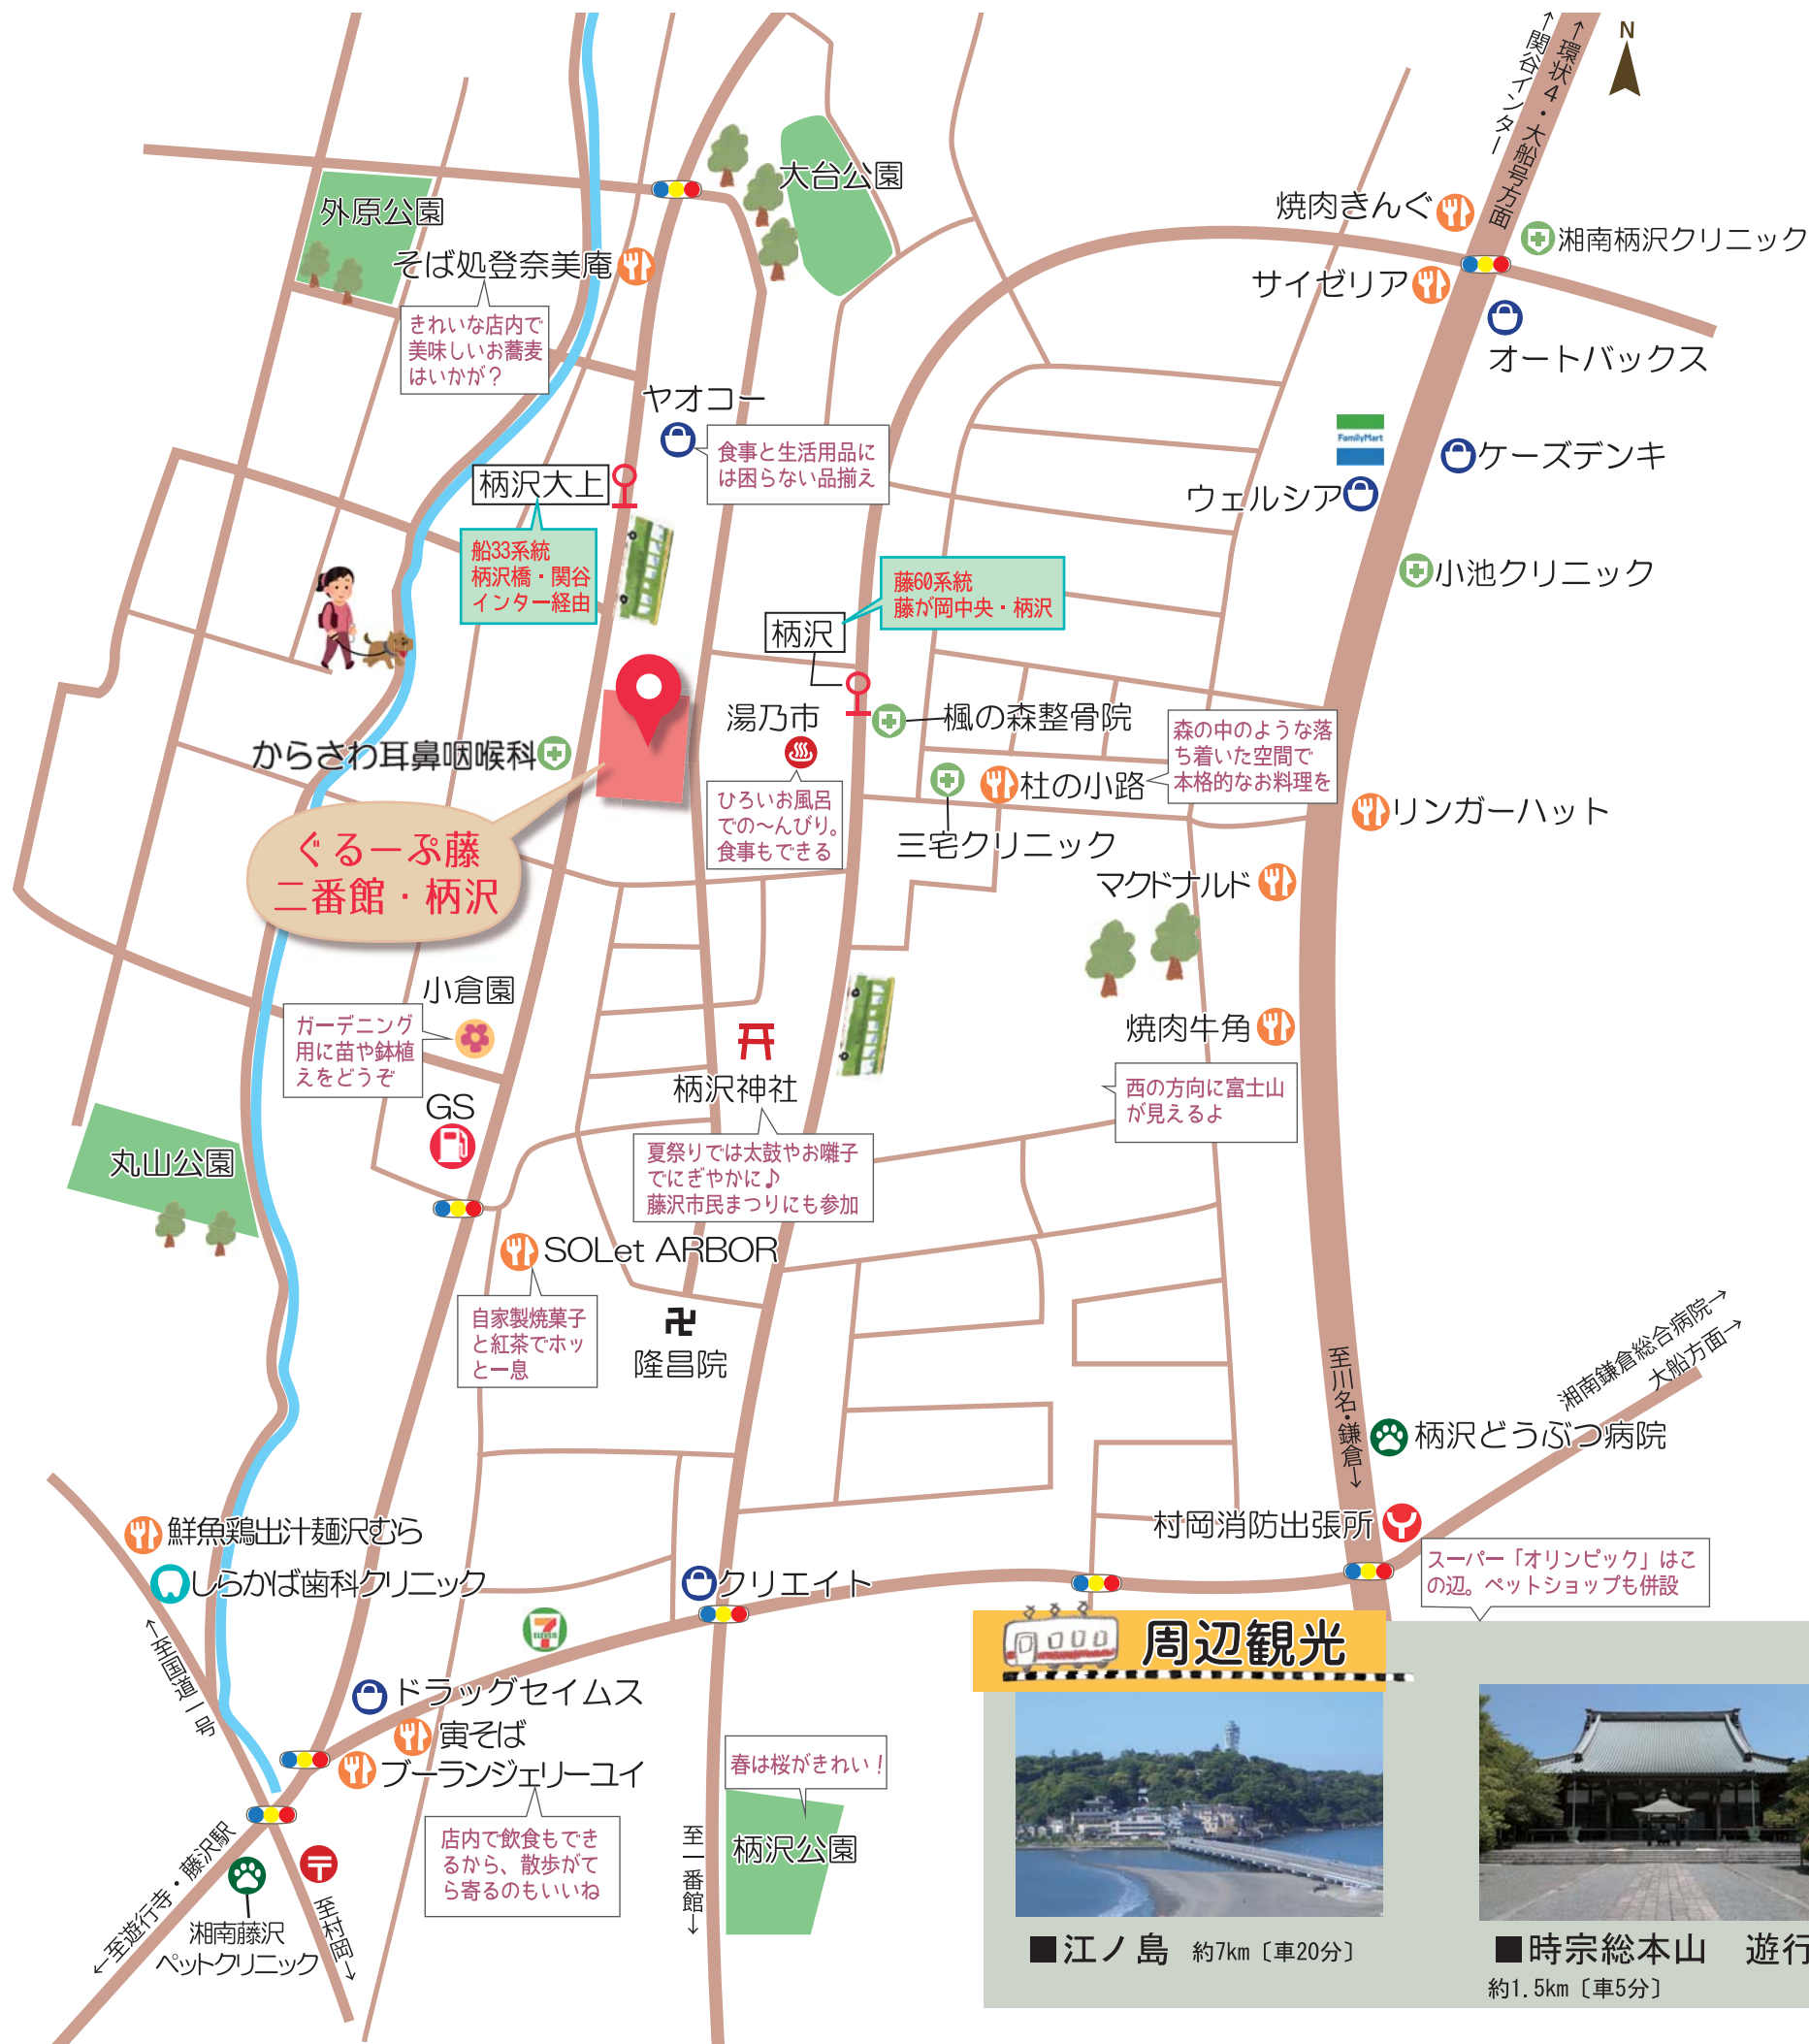 N
↑関谷インター
↑環状4・大船号方面
大台公園
外原公園
焼肉きんぐ
湘南柄沢クリニック
そば処登奈美庵
サイゼリア
きれいな店内で
美味しいお蕎麦
はいかが？
オートバックス
ヤオコー
食事と生活用品に
は困らない品揃え
FamilyMart
ケーズデンキ
柄沢大上
ウェルシア
船33系統
柄沢橋・関谷
インター経由
藤60系統
藤が岡中央・柄沢
小池クリニック
柄沢
湯乃市
楓の森整骨院
森の中のような落
ち着いた空間で
本格的なお料理を
からさわ耳鼻咽喉科
杜の小路
ひろいお風呂
での～んびり。
食事もできる
リンガーハット
ぐるーぷ藤
二番館・柄沢
三宅クリニック
マクドナルド
小倉園
ガーデニング
用に苗や鉢植
えをどうぞ
焼肉牛角
柄沢神社
西の方向に富士山
が見えるよ
GS
夏祭りでは太鼓やお囃子
でにぎやかに♪
藤沢市民まつりにも参加
丸山公園
SOLet ARBOR
自家製焼菓子
と紅茶でホッ
と一息
卍
隆昌院
至川名・鎌倉→
湘南鎌倉総合病院→
大船方面→
柄沢どうぶつ病院
村岡消防出張所
鮮魚鶏出汁麺沢むら
スーパー「オリンピック」はこ
の辺。ペットショップも併設
しらかば歯科クリニック
クリエイト
7
ELEVEN
←至国道一号
周辺観光
ドラッグセイムス
寅そば
ブーランジェリーユイ
春は桜がきれい！
店内で飲食もでき
るから、散歩がて
ら寄るのもいいね
至一番館→
柄沢公園
←至遊行寺・藤沢駅
湘南藤沢
ペットクリニック
至村岡→
■江ノ島 約7km〔車20分〕
■時宗総本山 遊行
約1.5km〔車5分〕